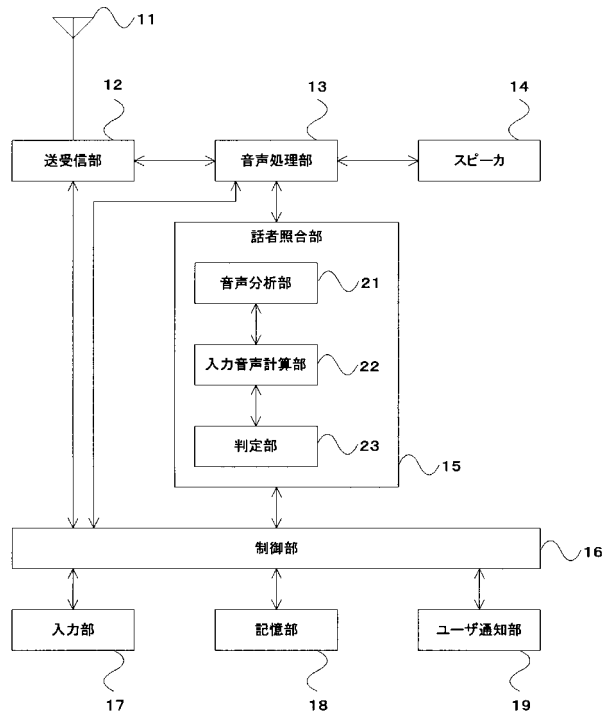 11
12
13
14
送受信部
音声処理部
スピーカ
話者照合部
音声分析部
21
入力音声計算部
22
判定部
23
15
制御部
16
入力部
記憶部
ユーザ通知部
17
18
19